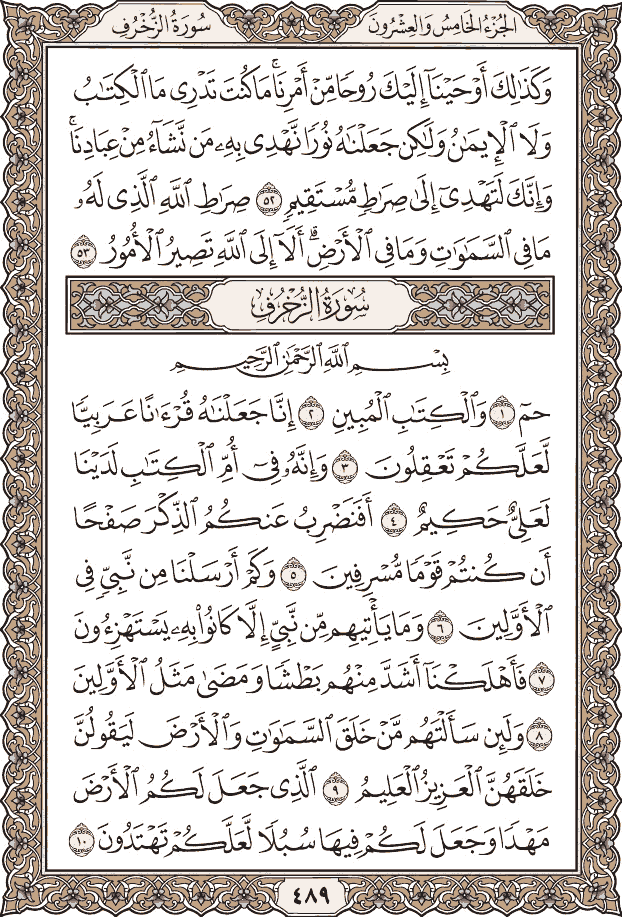 الجُزْءُ الخَامِسُ وَالعِشْرُونَ
سُورَةُ الزُّخْرُفِ
وَكَذَٰلِكَ أَوْحَيْنَآ إِلَيْكَ رُوحًا مِّنْ أَمْرِنَاۚ مَا كُنتَ تَدْرِى مَا ٱلْكِتَٰبُ
وَلَا ٱلْإِيمَٰنُ وَلَٰكِن جَعَلْنَٰهُ نُورًا نَّهْدِى بِهِۦ مَن نَّشَآءُ مِنْ عِبَادِنَاۚ
وَإِنَّكَ لَتَهْدِىٓ إِلَىٰ صِرَٰطٍ مُّسْتَقِيمٍ ٥٢ صِرَٰطِ ٱللَّهِ ٱلَّذِى لَهُۥ
مَا فِى ٱلسَّمَٰوَٰتِ وَمَا فِى ٱلْأَرْضِۗ أَلَآ إِلَى ٱللَّهِ تَصِيرُ ٱلْأُمُورُ ٥٣
سُورَةُ الزُّخْرُفِ
بِسْمِ ٱللَّهِ ٱلرَّحْمَٰنِ ٱلرَّحِيمِ
حمٓ ١ وَٱلْكِتَٰبِ ٱلْمُبِينِ ٢ إِنَّا جَعَلْنَٰهُ قُرْءَٰنًا عَرَبِيًّا
لَّعَلَّكُمْ تَعْقِلُونَ ٣ وَإِنَّهُۥ فِىٓ أُمِّ ٱلْكِتَٰبِ لَدَيْنَا
لَعَلِىٌّ حَكِيمٌ ٤ أَفَنَضْرِبُ عَنكُمُ ٱلذِّكْرَ صَفْحًا
أَن كُنتُمْ قَوْمًا مُّسْرِفِينَ ٥ وَكَمْ أَرْسَلْنَا مِن نَّبِىٍّ فِى
ٱلْأَوَّلِينَ ٦ وَمَا يَأْتِيهِم مِّن نَّبِىٍّ إِلَّا كَانُوا۟ بِهِۦ يَسْتَهْزِءُونَ
٧ فَأَهْلَكْنَآ أَشَدَّ مِنْهُم بَطْشًا وَمَضَىٰ مَثَلُ ٱلْأَوَّلِينَ
٨ وَلَئِن سَأَلْتَهُم مَّنْ خَلَقَ ٱلسَّمَٰوَٰتِ وَٱلْأَرْضَ لَيَقُولُنَّ
خَلَقَهُنَّ ٱلْعَزِيزُ ٱلْعَلِيمُ ٩ ٱلَّذِى جَعَلَ لَكُمُ ٱلْأَرْضَ
مَهْدًا وَجَعَلَ لَكُمْ فِيهَا سُبُلًا لَّعَلَّكُمْ تَهْتَدُونَ ١٠
٤٨٩